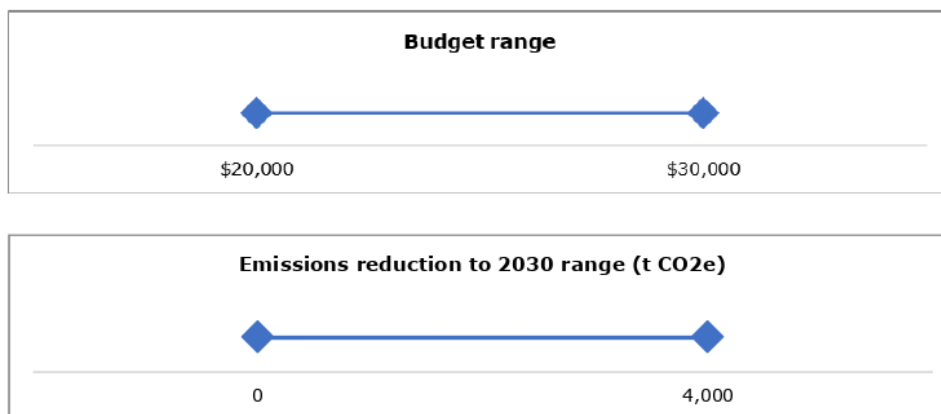 Budget range
$20,000 $30,000
Emissions reduction to 2030 range (t CO2e)
0 4,000